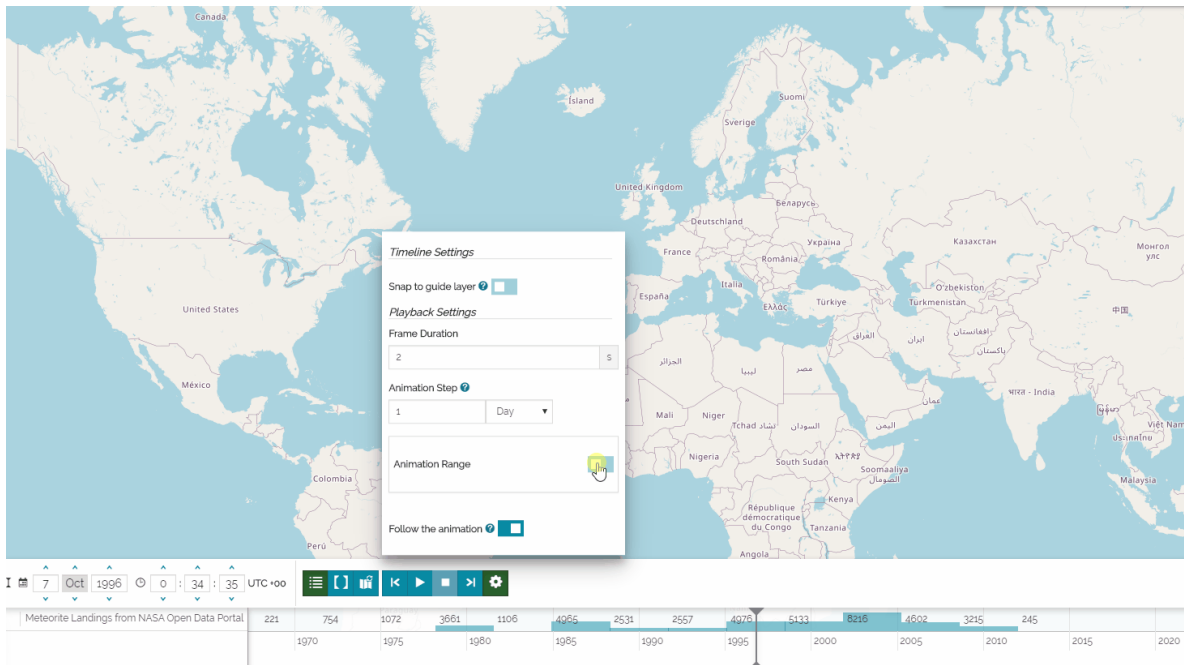 Canada
Ísland
Suomi
Sverige
United Kingdom
Беларусь
Deutschland
Україна
Казахстан
Монгол
улс
France
România
Italia
O'zbekiston
España
Ελλάς
Türkiye
Turkmenistan
中国
United States
العراق
ایران
افغانستان
پاکستان
الجزائر
ليبيا
مصر
México
भारत - India
عمان
Mali
Niger
Tchad تشاد
السودان
اليمن
Việt Nam
Nigeria
South Sudan
Soomaaliya
الصومال
Colombia
Malaysia
Kenya
République
démocratique
du Congo
Tanzania
Perú
Angola
Timeline Settings
Snap to guide layer ?
Playback Settings
Frame Duration
2 s
Animation Step ?
1 Day
Animation Range
Follow the animation ?
7 Oct 1996 0 : 34 : 35 UTC +00
Meteorite Landings from NASA Open Data Portal 221 754 1072 3661 1106 4965 2531 2557 4976 5133 8216 4602 3215 245
1970 1975 1980 1985 1990 1995 2000 2005 2010 2015 2020